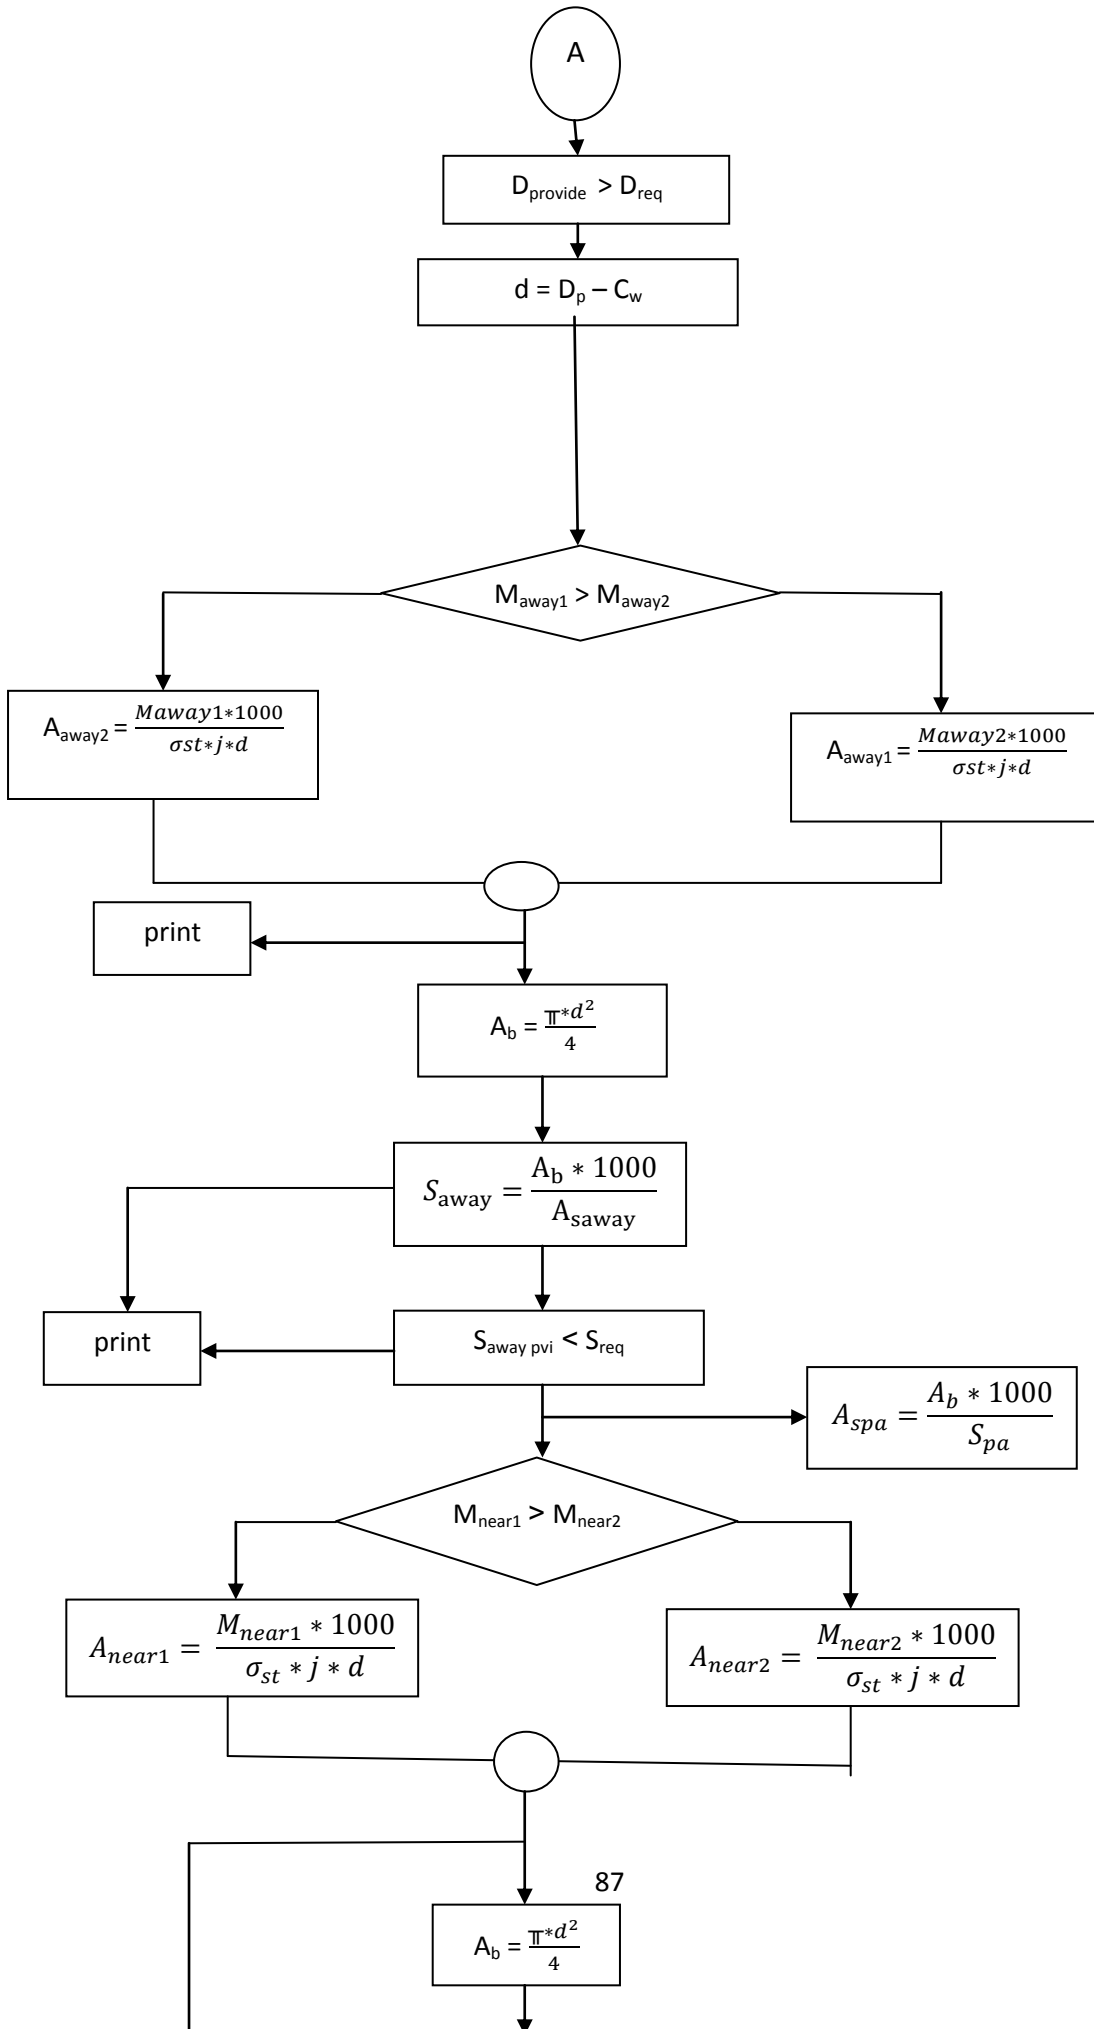 A
D_provide > D_req
d = D_p – C_w
M_away1 > M_away2
A_away2 = Maway1*1000 / σst*j*d
A_away1 = Maway2*1000 / σst*j*d
print
A_b = π*d² / 4
S_away = A_b * 1000 / A_saway
print
S_away pvi < S_req
A_spa = A_b * 1000 / S_pa
M_near1 > M_near2
A_near1 = M_near1 * 1000 / σ_st * j * d
A_near2 = M_near2 * 1000 / σ_st * j * d
87
A_b = π*d² / 4